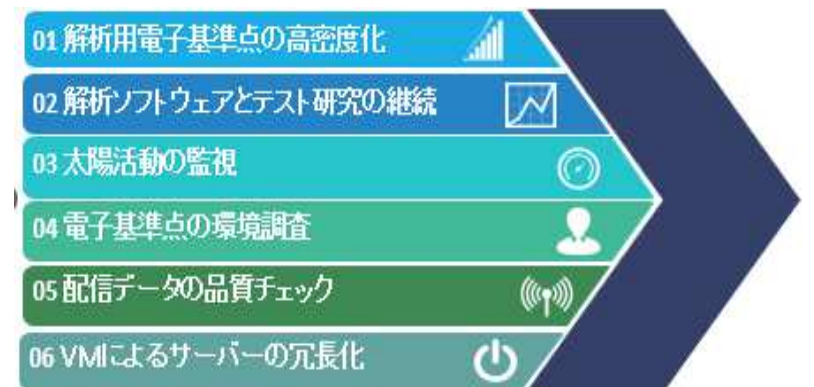 01 解析用電子基準点の高密度化
02 解析ソフトウェアとテスト研究の継続
03 太陽活動の監視
04 電子基準点の環境調査
05 配信データの品質チェック
06 VMによるサーバーの冗長化